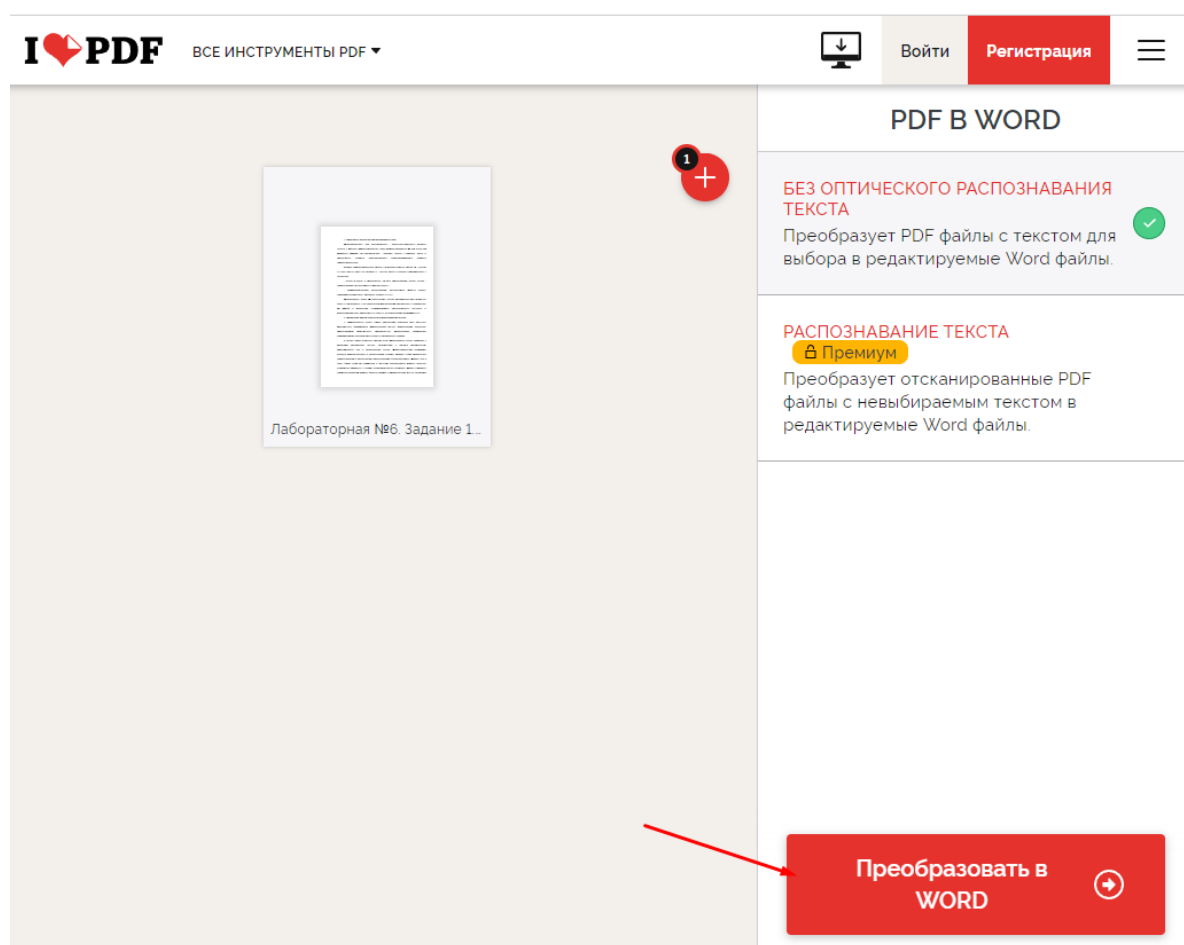 I PDF
ВСЕ ИНСТРУМЕНТЫ PDF
Войти
Регистрация
1
Лабораторная №6. Задание 1...
PDF В WORD
БЕЗ ОПТИЧЕСКОГО РАСПОЗНАВАНИЯ
ТЕКСТА
Преобразует PDF файлы с текстом для
выбора в редактируемые Word файлы.
РАСПОЗНАВАНИЕ ТЕКСТА
Премиум
Преобразует отсканированные PDF
файлы с невыбираемым текстом в
редактируемые Word файлы.
Преобразовать в
WORD